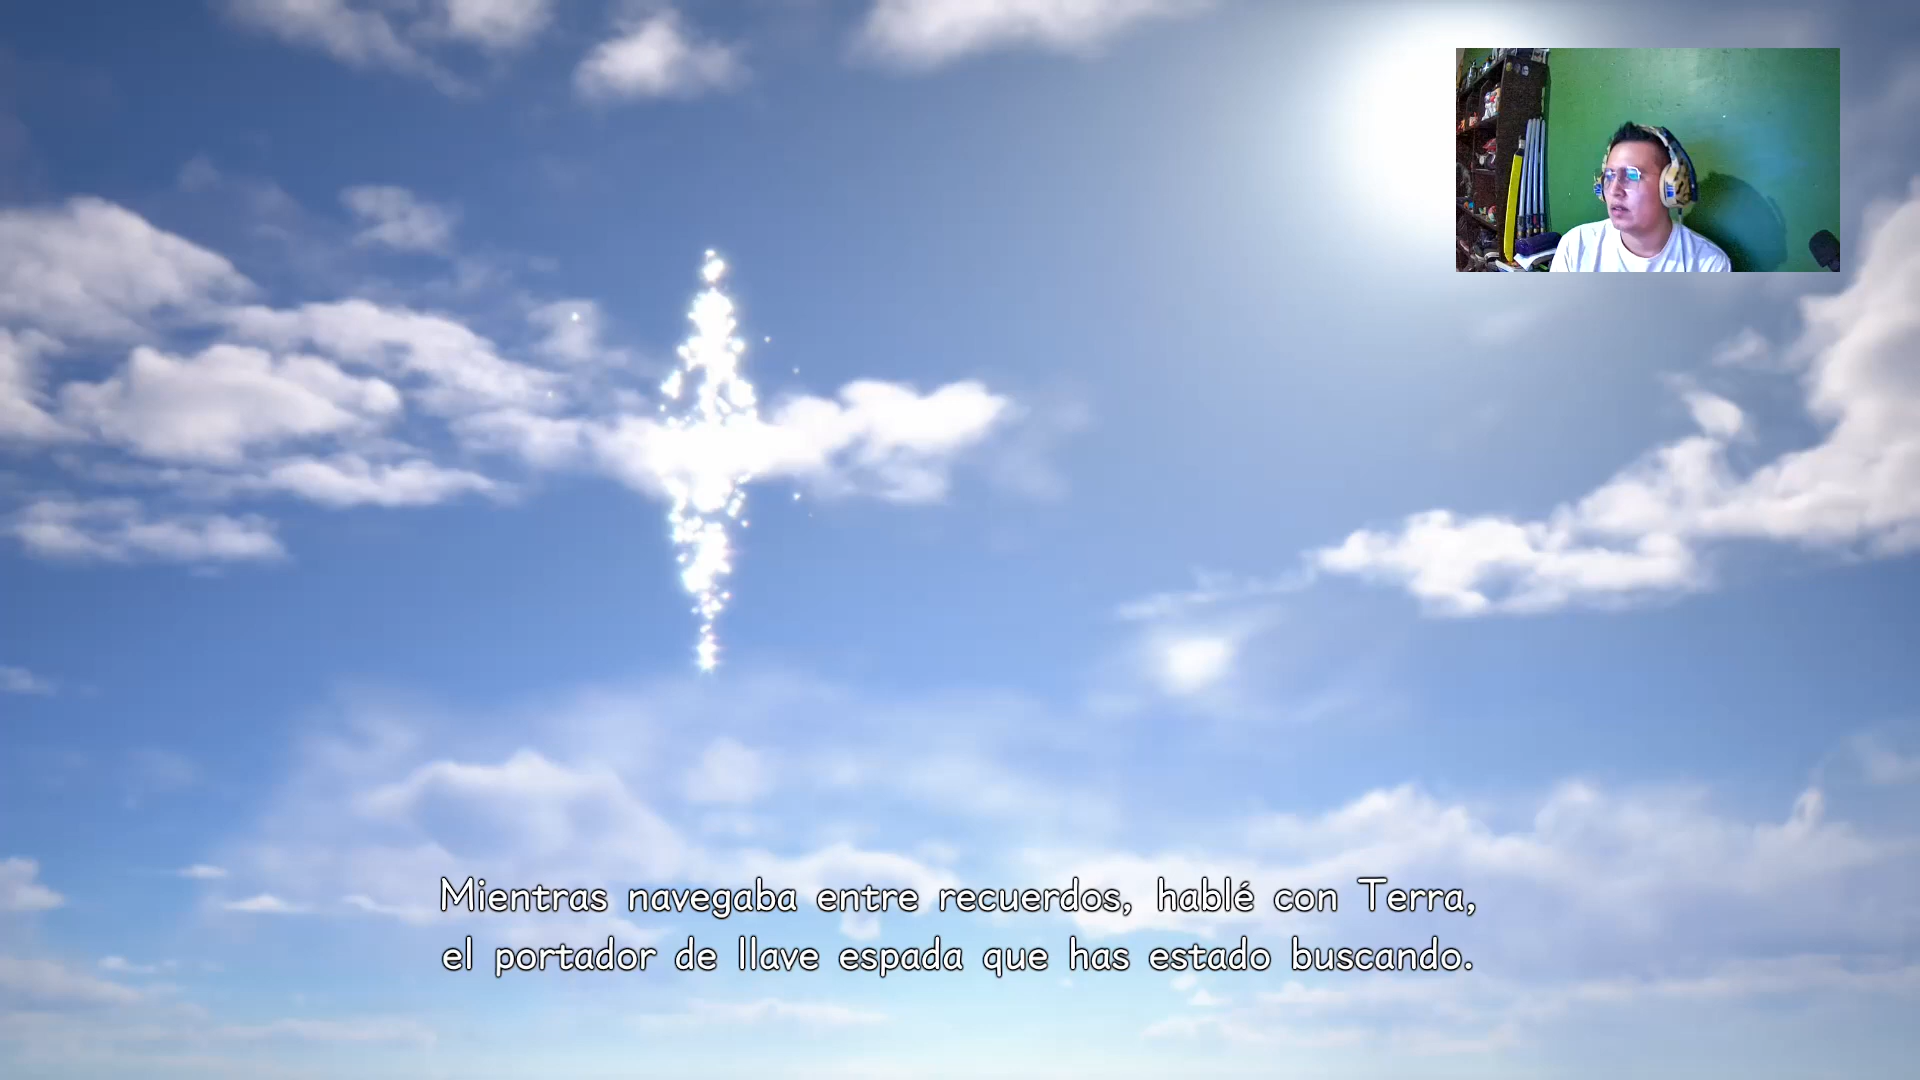 Mientras navegaba entre recuerdos, hablé con Terra,
el portador de llave espada que has estado buscando.